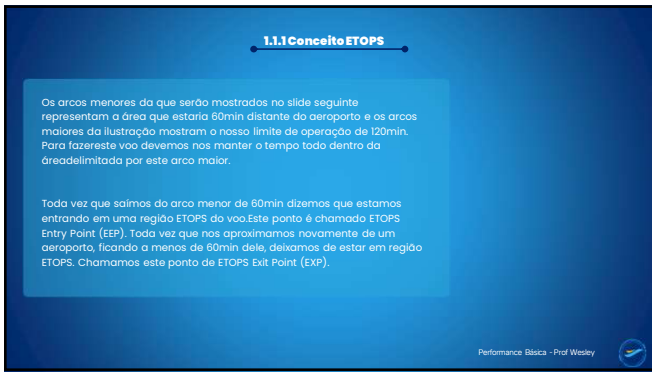 1.1.1 Conceito ETOPS
Os arcos menores da que serão mostrados no slide seguinte
representam a área que estaria 60min distante do aeroporto e os arcos
maiores da ilustração mostram o nosso limite de operação de 120min.
Para fazereste voo devemos nos manter o tempo todo dentro da
áreadelimitada por este arco maior.
Toda vez que saímos do arco menor de 60min dizemos que estamos
entrando em uma região ETOPS do voo.Este ponto é chamado ETOPS
Entry Point (EEP). Toda vez que nos aproximamos novamente de um
aeroporto, ficando a menos de 60min dele, deixamos de estar em região
ETOPS. Chamamos este ponto de ETOPS Exit Point (EXP).
Performance Básica - Prof Wesley